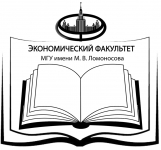 ЭКОНОМИЧЕСКИЙ ФАКУЛЬТЕТ
МГУ имени М. В. Ломоносова